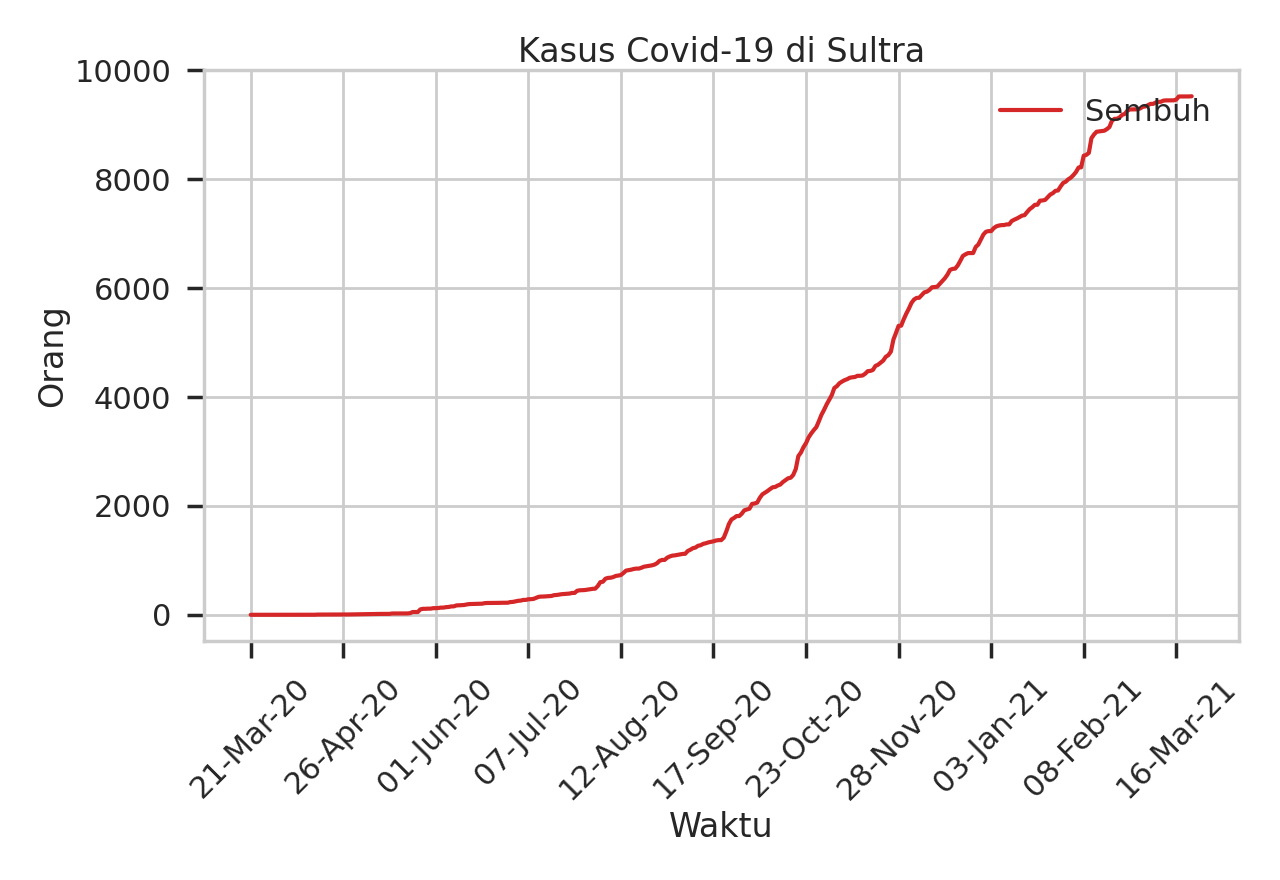 Kasus Covid-19 di Sultra
10000
8000
6000
4000
2000
0
Orang
Sembuh
21-Mar-20
26-Apr-20
01-Jun-20
07-Jul-20
12-Aug-20
17-Sep-20
23-Oct-20
28-Nov-20
03-Jan-21
08-Feb-21
16-Mar-21
Waktu